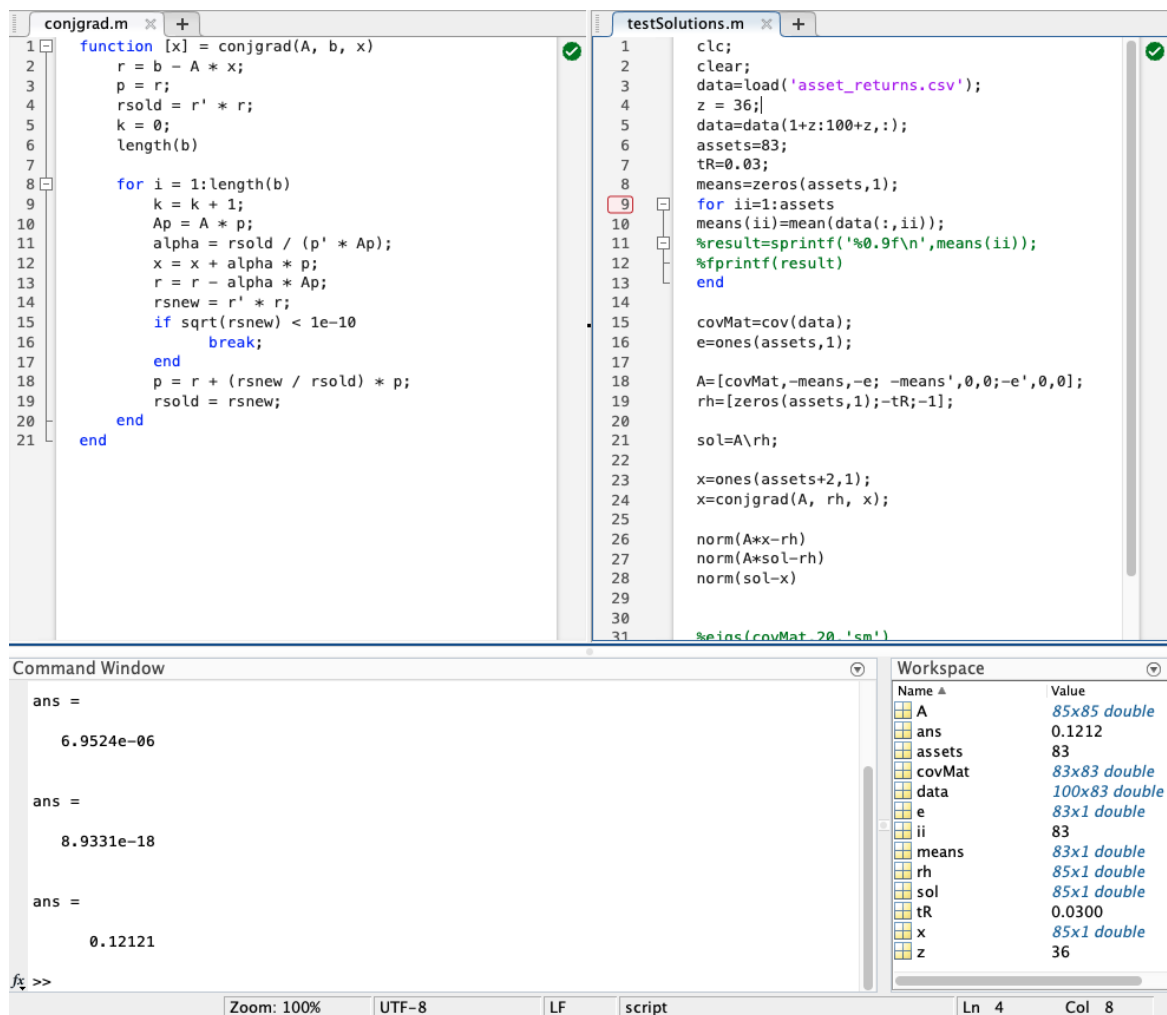 conjgrad.m
1 function [x] = conjgrad(A, b, x)
2 r = b - A * x;
3 p = r;
4 rsold = r' * r;
5 k = 0;
6 length(b)
7
8 for i = 1:length(b)
9 k = k + 1;
10 Ap = A * p;
11 alpha = rsold / (p' * Ap);
12 x = x + alpha * p;
13 r = r - alpha * Ap;
14 rsnew = r' * r;
15 if sqrt(rsnew) < 1e-10
16 break;
17 end
18 p = r + (rsnew / rsold) * p;
19 rsold = rsnew;
20 end
21 end
testSolutions.m
1 clc;
2 clear;
3 data=load('asset_returns.csv');
4 z = 36;
5 data=data(1+z:100+z,:);
6 assets=83;
7 tR=0.03;
8 means=zeros(assets,1);
9 for ii=1:assets
10 means(ii)=mean(data(:,ii));
11 %result=sprintf('%0.9f\n',means(ii));
12 %fprintf(result)
13 end
14
15 covMat=cov(data);
16 e=ones(assets,1);
17
18 A=[covMat,-means,-e; -means',0,0;-e',0,0];
19 rh=[zeros(assets,1);-tR;-1];
20
21 sol=A\rh;
22
23 x=ones(assets+2,1);
24 x=conjgrad(A, rh, x);
25
26 norm(A*x-rh)
27 norm(A*sol-rh)
28 norm(sol-x)
29
30
31 %eigs(covMat,20,'sm')
Command Window
ans =
6.9524e-06
ans =
8.9331e-18
ans =
0.12121
fx >>
Workspace
Name Value
A 85x85 double
ans 0.1212
assets 83
covMat 83x83 double
data 100x83 double
e 83x1 double
ii 83
means 83x1 double
rh 85x1 double
sol 85x1 double
tR 0.0300
x 85x1 double
z 36
Zoom: 100% UTF-8 LF script Ln 4 Col 8